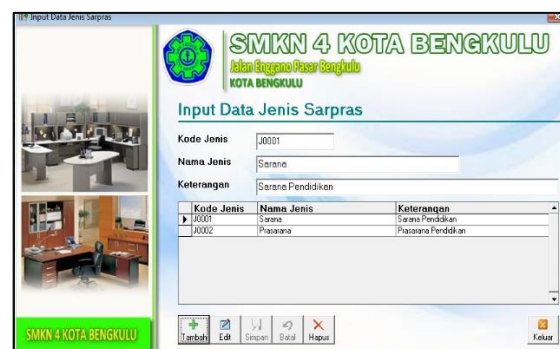 Input Data Jenis Sarpras
SMKN 4 KOTA BENGKULU
Jalan Enggano Pasar Bengkulu
KOTA BENGKULU
Input Data Jenis Sarpras
Kode Jenis J0001
Nama Jenis Sarana
Keterangan Sarana Pendidikan
Kode Jenis Nama Jenis Keterangan
J0001 Sarana Sarana Pendidikan
J0002 Prasarana Prasarana Pendidikan
Tambah Edit Simpan Batal Hapus Keluar
SMKN 4 KOTA BENGKULU